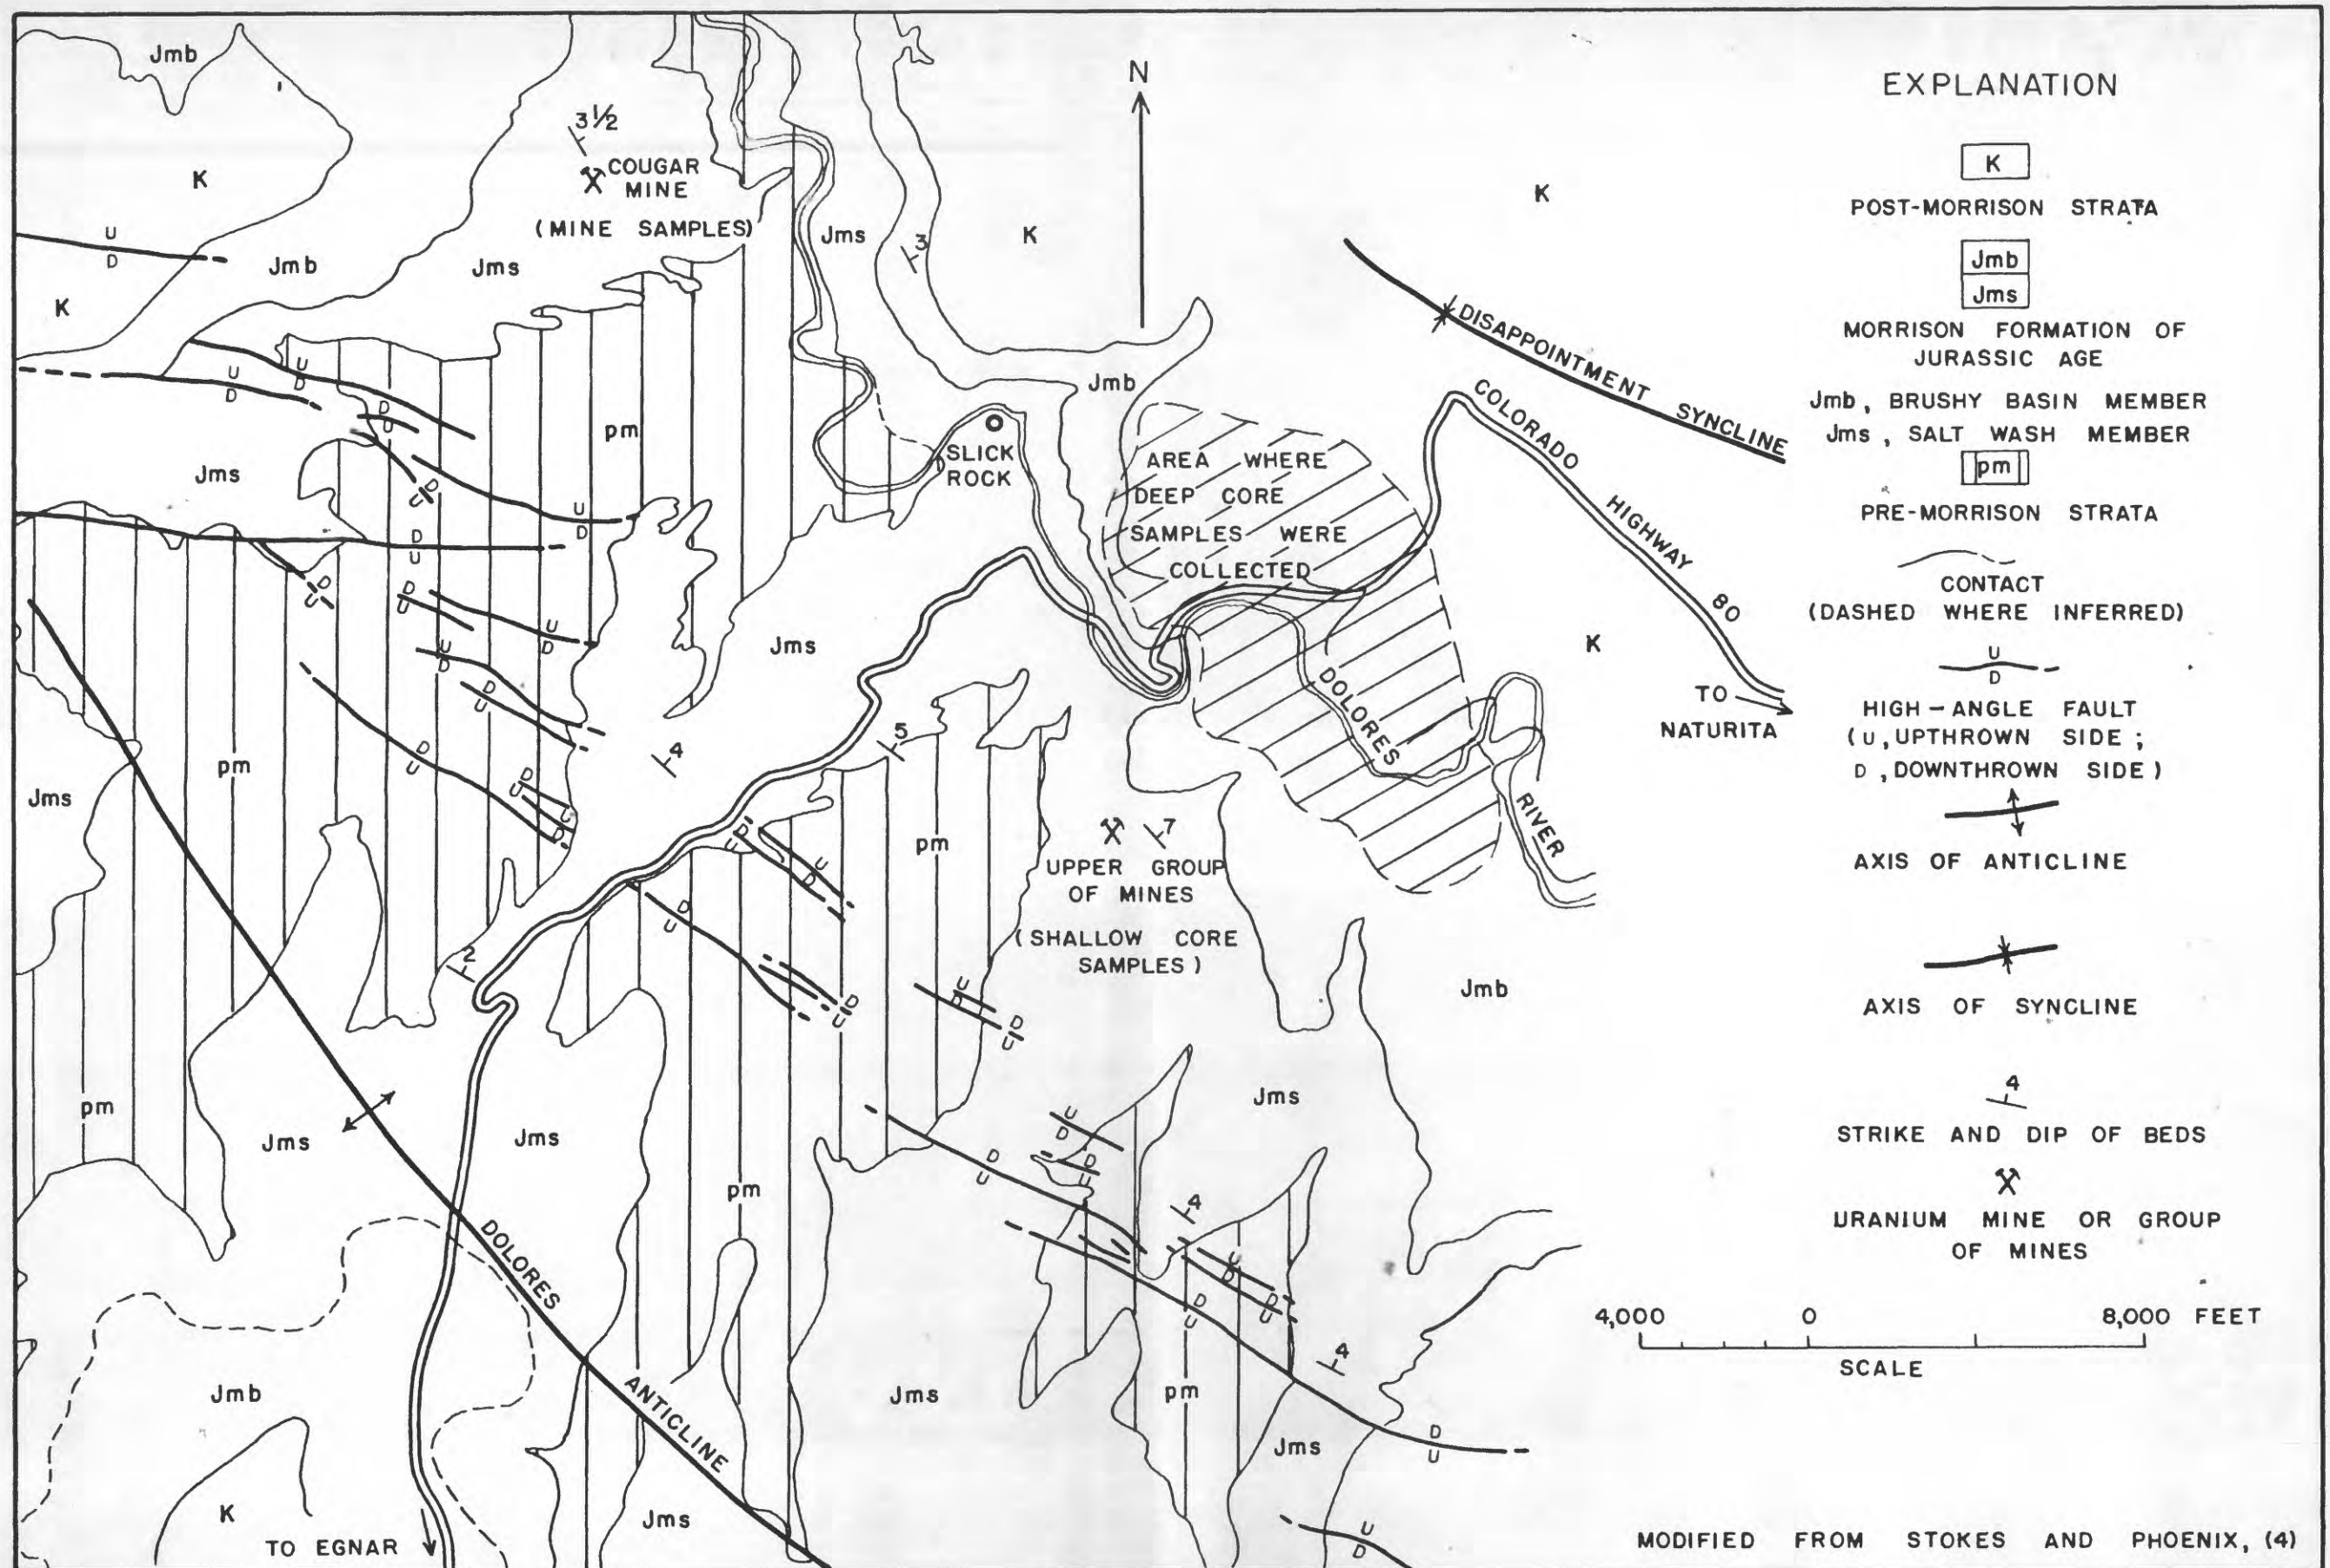 Jmb
N
EXPLANATION
3½
COUGAR
MINE
(MINE SAMPLES)
K
K
POST-MORRISON STRATA
K
K
U
D
Jmb
Jms
Jms
3
Jmb
Jms
MORRISON FORMATION OF
JURASSIC AGE
Jmb, BRUSHY BASIN MEMBER
Jms, SALT WASH MEMBER
pm
PRE-MORRISON STRATA
K
DISAPPOINTMENT SYNCLINE
COLORADO HIGHWAY 80
Jmb
U
D
U
D
D
U
pm
SLICK
ROCK
AREA WHERE
DEEP CORE
SAMPLES WERE
COLLECTED
Jms
D
U
U
D
D
U
CONTACT
(DASHED WHERE INFERRED)
D
U
D
U
U
D
Jms
K
U
D
HIGH-ANGLE FAULT
(U, UPTHROWN SIDE;
D, DOWNTHROWN SIDE)
U
D
D
U
DOLORES
RIVER
TO
NATURITA
pm
D
U
4
5
Jms
D
U
U
D
AXIS OF ANTICLINE
pm
7
UPPER GROUP
OF MINES
(SHALLOW CORE
SAMPLES)
D
U
U
D
D
U
2
Jmb
AXIS OF SYNCLINE
D
U
U
D
D
U
4
STRIKE AND DIP OF BEDS
pm
Jms
Jms
Jms
U
D
D
U
D
U
pm
4
URANIUM MINE OR GROUP
OF MINES
DOLORES
ANTICLINE
U
D
D
U
D
U
4
4,000 0 8,000 FEET
SCALE
Jmb
Jms
pm
Jms
D
U
K
TO EGNAR
Jms
U
D
MODIFIED FROM STOKES AND PHOENIX, (4)